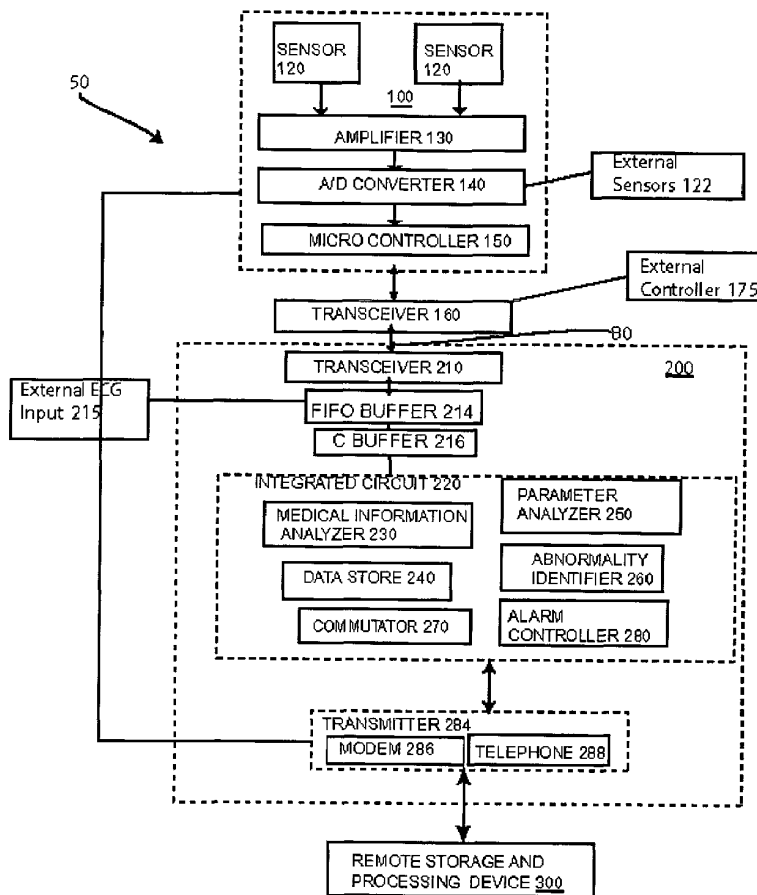 SENSOR
120
SENSOR
120
50
100
AMPLIFIER 130
A/D CONVERTER 140
External
Sensors 122
MICRO CONTROLLER 150
External
Controller 175
TRANSCEIVER 160
80
TRANSCEIVER 210
200
External ECG
Input 215
FIFO BUFFER 214
C BUFFER 216
INTEGRATED CIRCUIT 220
PARAMETER
ANALYZER 250
MEDICAL INFORMATION
ANALYZER 230
ABNORMALITY
IDENTIFIER 260
DATA STORE 240
COMMUTATOR 270
ALARM
CONTROLLER 280
TRANSMITTER 284
MODEM 286
TELEPHONE 288
REMOTE STORAGE AND
PROCESSING DEVICE 300